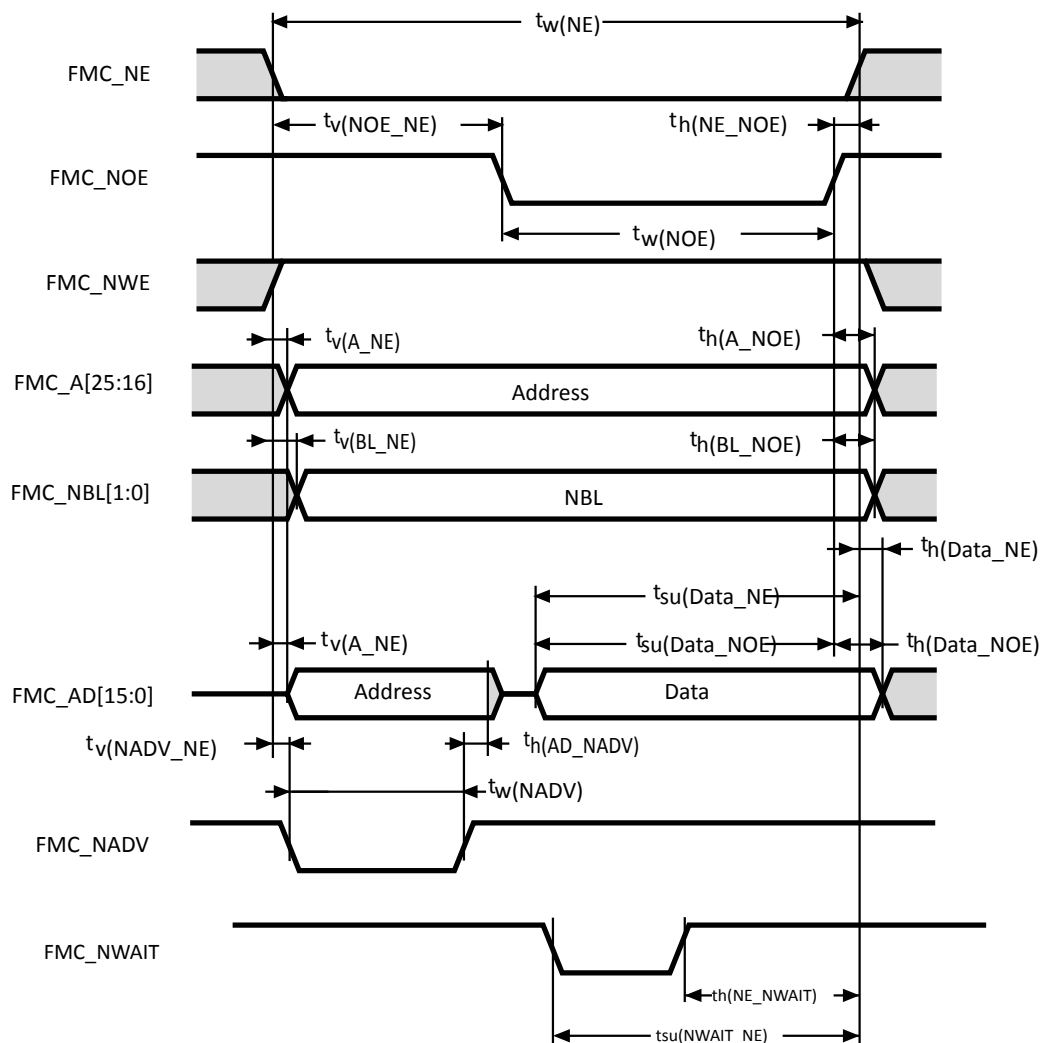 tw(NE)
FMC_NE
tv(NOE_NE)
th(NE_NOE)
FMC_NOE
tw(NOE)
FMC_NWE
tv(A_NE)
th(A_NOE)
FMC_A[25:16]
Address
tv(BL_NE)
th(BL_NOE)
FMC_NBL[1:0]
NBL
th(Data_NE)
tsu(Data_NE)
tv(A_NE)
tsu(Data_NOE)
th(Data_NOE)
FMC_AD[15:0]
Address
Data
tv(NADV_NE)
th(AD_NADV)
tw(NADV)
FMC_NADV
FMC_NWAIT
th(NE_NWAIT)
tsu(NWAIT_NE)